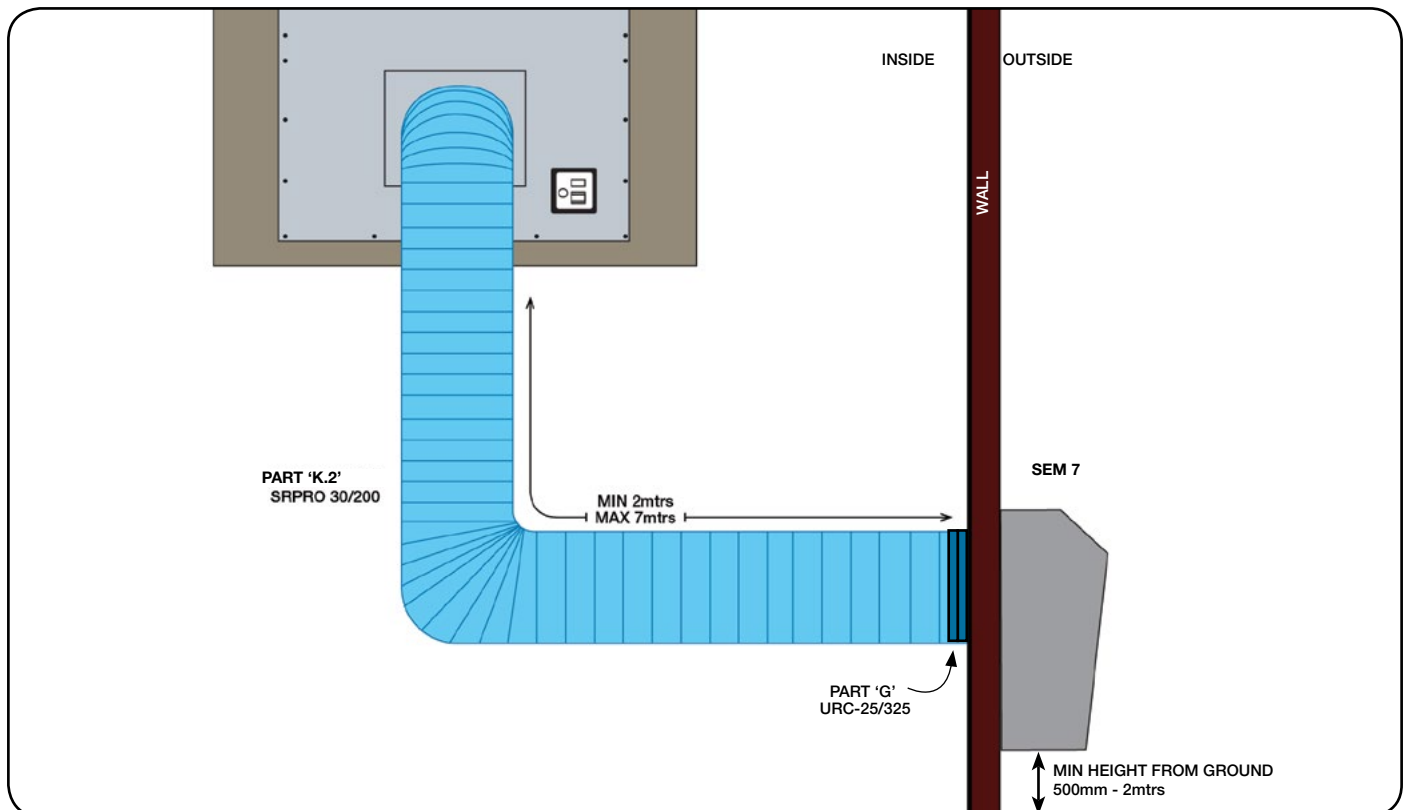 INSIDE
OUTSIDE
WALL
PART ‘K.2’
SRPRO 30/200
MIN 2mtrs
MAX 7mtrs
SEM 7
PART ‘G’
URC-25/325
MIN HEIGHT FROM GROUND
500mm - 2mtrs